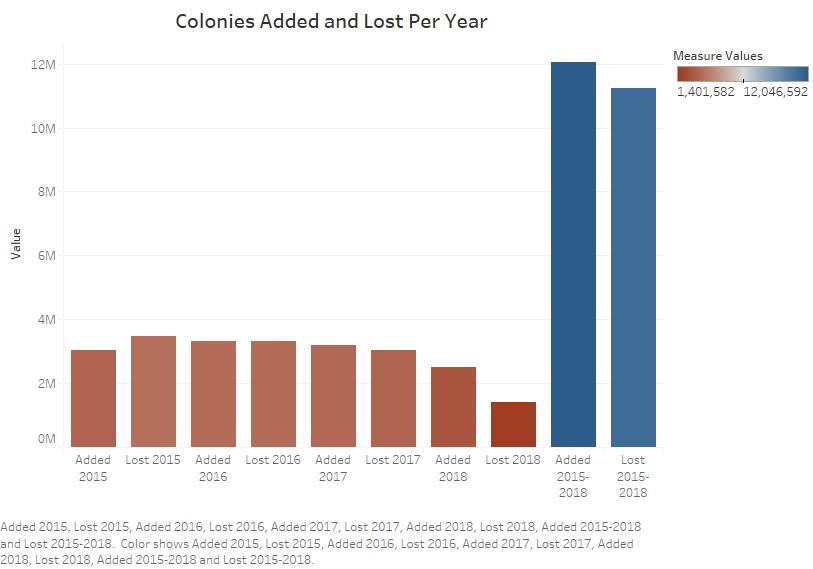 Colonies Added and Lost Per Year
Measure Values
1,401,582 12,046,592
12M
10M
8M
6M
4M
2M
0M
Value
Added 2015
Lost 2015
Added 2016
Lost 2016
Added 2017
Lost 2017
Added 2018
Lost 2018
Added 2015-2018
Lost 2015-2018
Added 2015, Lost 2015, Added 2016, Lost 2016, Added 2017, Lost 2017, Added 2018, Lost 2018, Added 2015-2018
and Lost 2015-2018.  Color shows Added 2015, Lost 2015, Added 2016, Lost 2016, Added 2017, Lost 2017, Added
2018, Lost 2018, Added 2015-2018 and Lost 2015-2018.